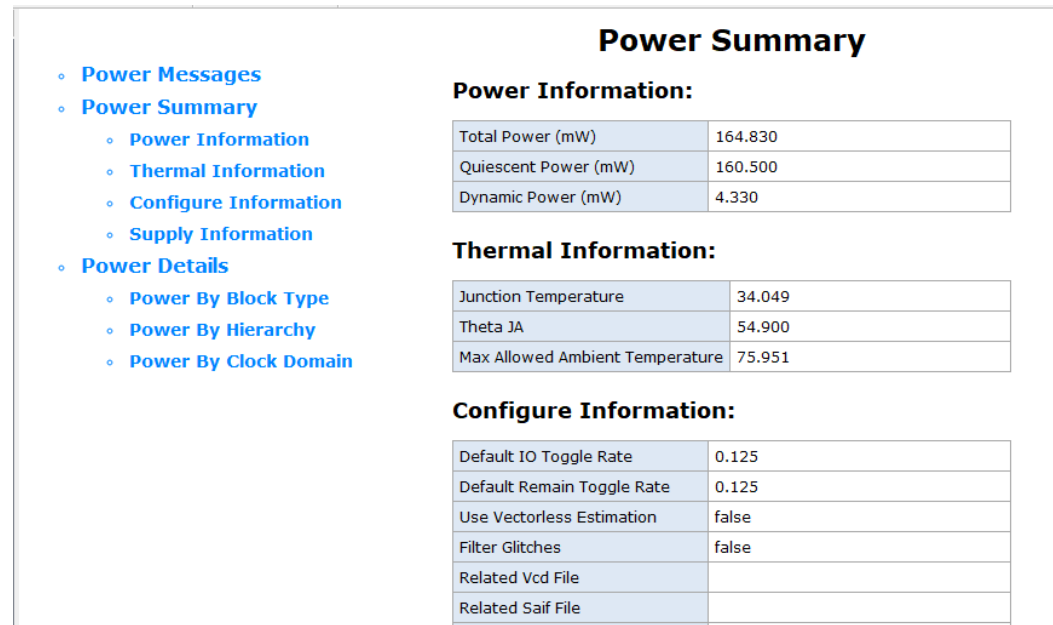 Power Messages
Power Summary
Power Information
Thermal Information
Configure Information
Supply Information
Power Details
Power By Block Type
Power By Hierarchy
Power By Clock Domain
Power Summary
Power Information:
Total Power (mW) 164.830
Quiescent Power (mW) 160.500
Dynamic Power (mW) 4.330
Thermal Information:
Junction Temperature 34.049
Theta JA 54.900
Max Allowed Ambient Temperature 75.951
Configure Information:
Default IO Toggle Rate 0.125
Default Remain Toggle Rate 0.125
Use Vectorless Estimation false
Filter Glitches false
Related Vcd File
Related Saif File